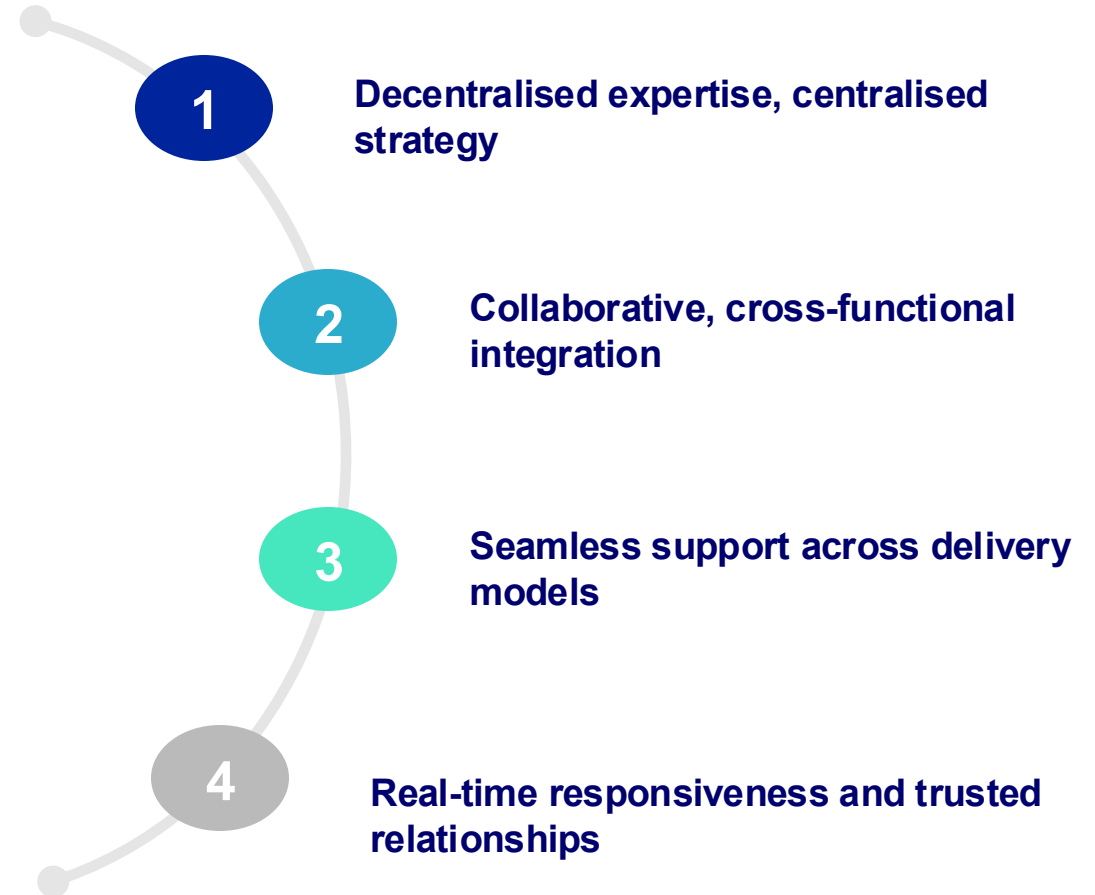 1
Decentralised expertise, centralised
strategy
2
Collaborative, cross-functional
integration
3
Seamless support across delivery
models
4
Real-time responsiveness and trusted
relationships